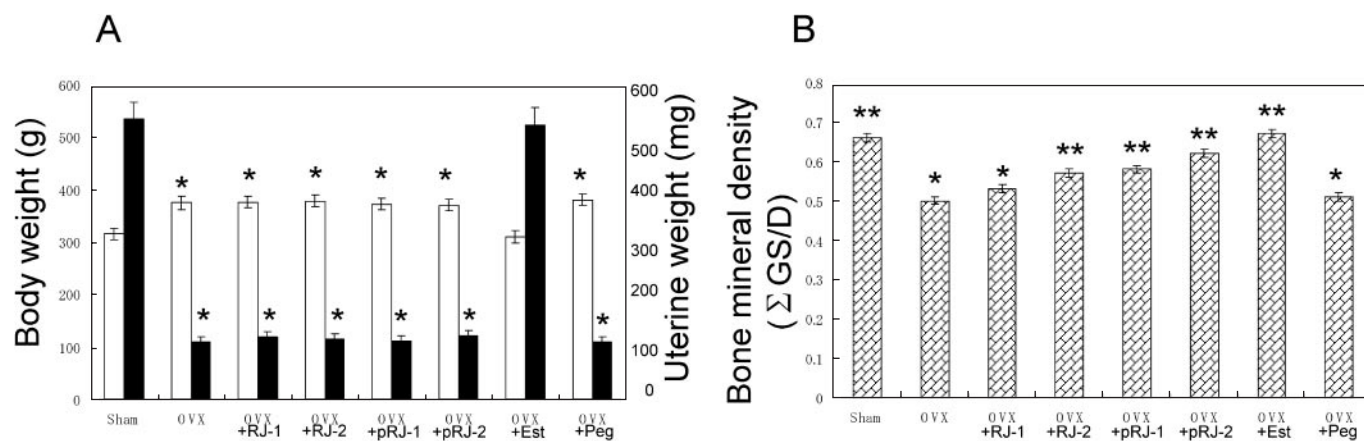 A
Body weight (g)
600
500
400
300
200
100
0
600
500
400
300
200
100
0
Uterine weight (mg)
* * * * * *
* * * * * *
Sham OVX OVX OVX OVX OVX OVX OVX
+RJ-1 +RJ-2 +pRJ-1 +pRJ-2 +Est +Peg
B
Bone mineral density
(Σ GS/D)
0.8
0.7
0.6
0.5
0.4
0.3
0.2
0.1
0
** * * ** ** ** ** *
Sham OVX OVX OVX OVX OVX OVX OVX
+RJ-1 +RJ-2 +pRJ-1 +pRJ-2 +Est +Peg